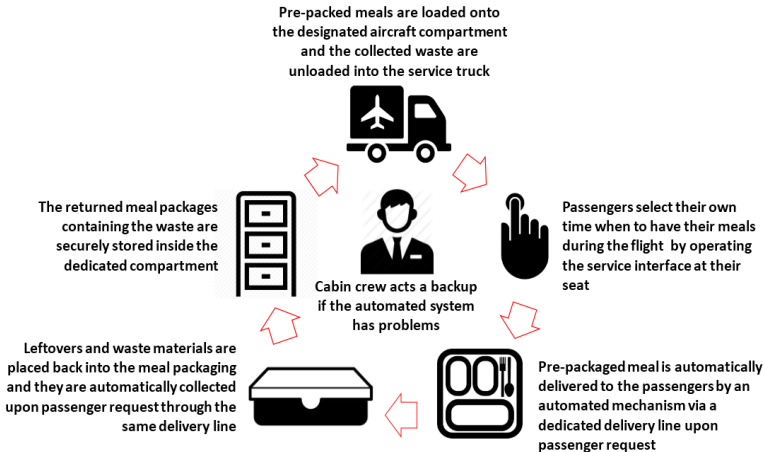 Pre-packed meals are loaded onto
the designated aircraft compartment
and the collected waste are
unloaded into the service truck
Passengers select their own
time when to have their meals
during the flight by operating
the service interface at their
seat
Pre-packaged meal is automatically
delivered to the passengers by an
automated mechanism via a
dedicated delivery line upon
passenger request
Leftovers and waste materials are
placed back into the meal packaging
and they are automatically collected
upon passenger request through the
same delivery line
The returned meal packages
containing the waste are
securely stored inside the
dedicated compartment
Cabin crew acts a backup
if the automated system
has problems